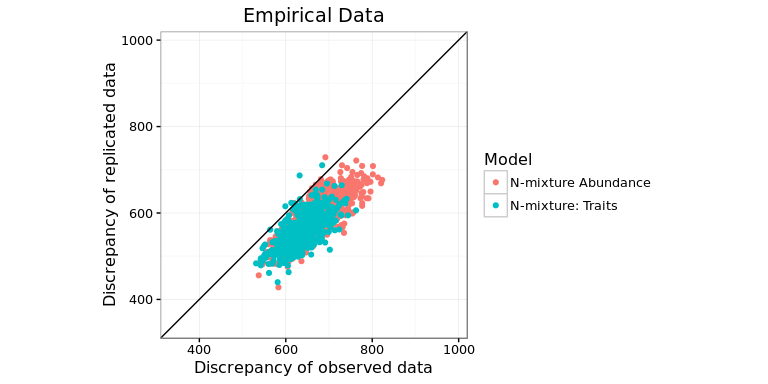 Empirical Data
Discrepancy of replicated data
1000
800
600
400
400 600 800 1000
Discrepancy of observed data
Model
N-mixture Abundance
N-mixture: Traits